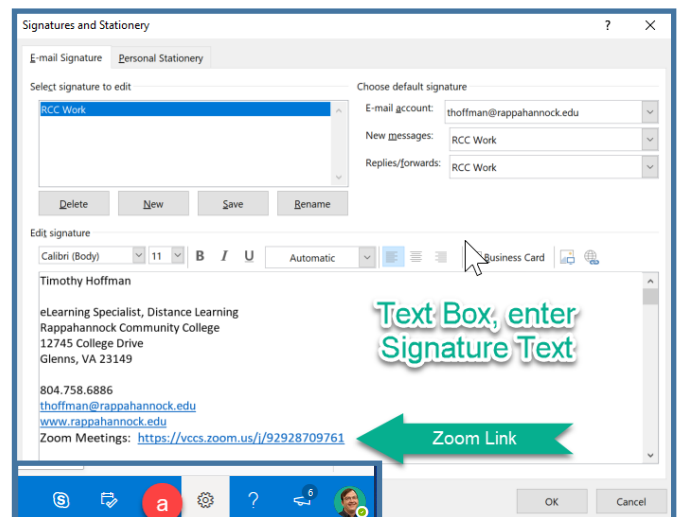 Signatures and Stationery ? X
E-mail Signature Personal Stationery
Select signature to edit
Choose default signature
RCC Work
E-mail account: thoffman@rappahannock.edu
New messages: RCC Work
Replies/forwards: RCC Work
Delete New Save Rename
Edit signature
Calibri (Body) 11 B I U Automatic Business Card
Timothy Hoffman
eLearning Specialist, Distance Learning
Rappahannock Community College
12745 College Drive
Glenns, VA 23149
Text Box, enter
Signature Text
804.758.6886
thoffman@rappahannock.edu
www.rappahannock.edu
Zoom Meetings: https://vccs.zoom.us/j/92928709761
Zoom Link
S a ? 6
OK Cancel